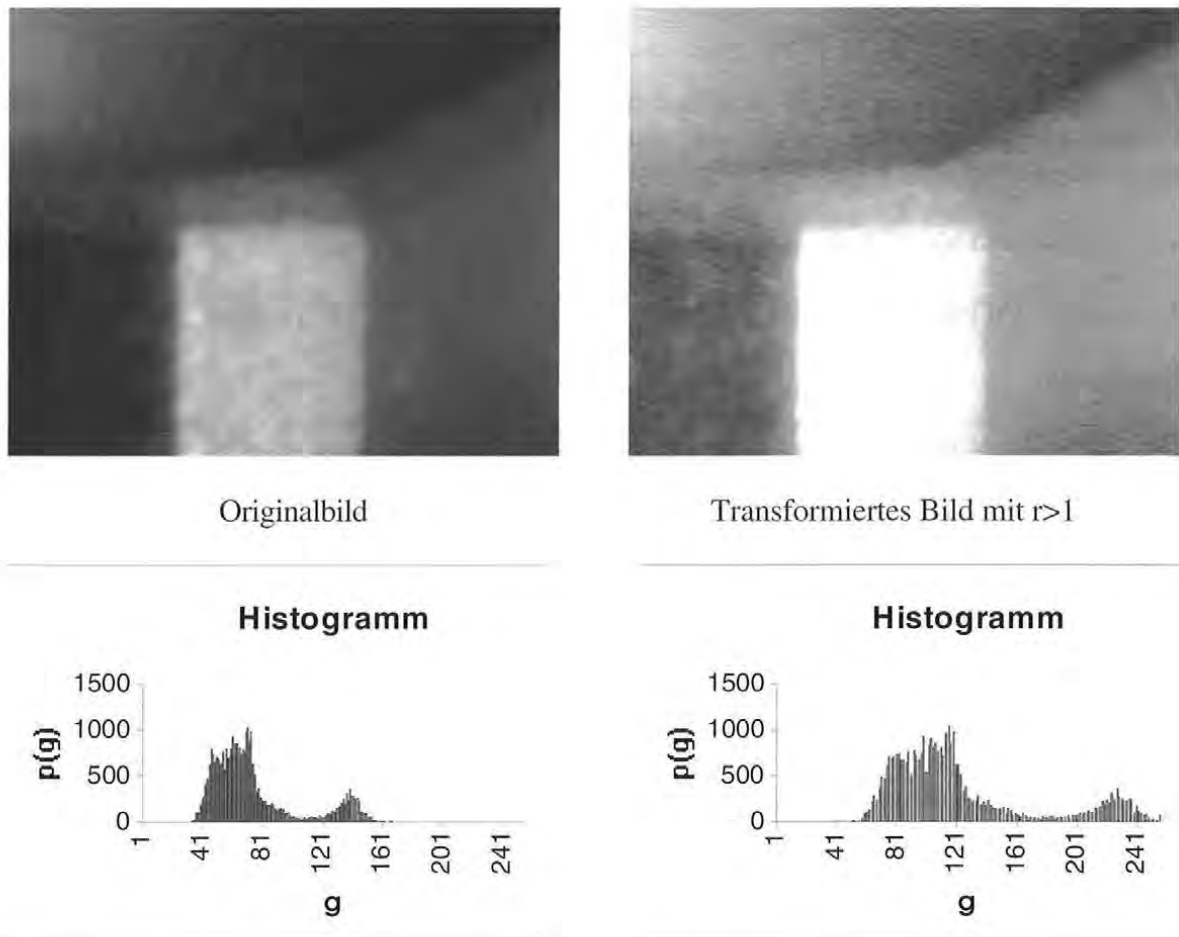 Originalbild
Transformiertes Bild mit r>1
Histogramm
1500
1000
500
0
p(g)
1
41
81
121
161
201
241
g
Histogramm
1500
1000
500
0
p(g)
1
41
81
121
161
201
241
g